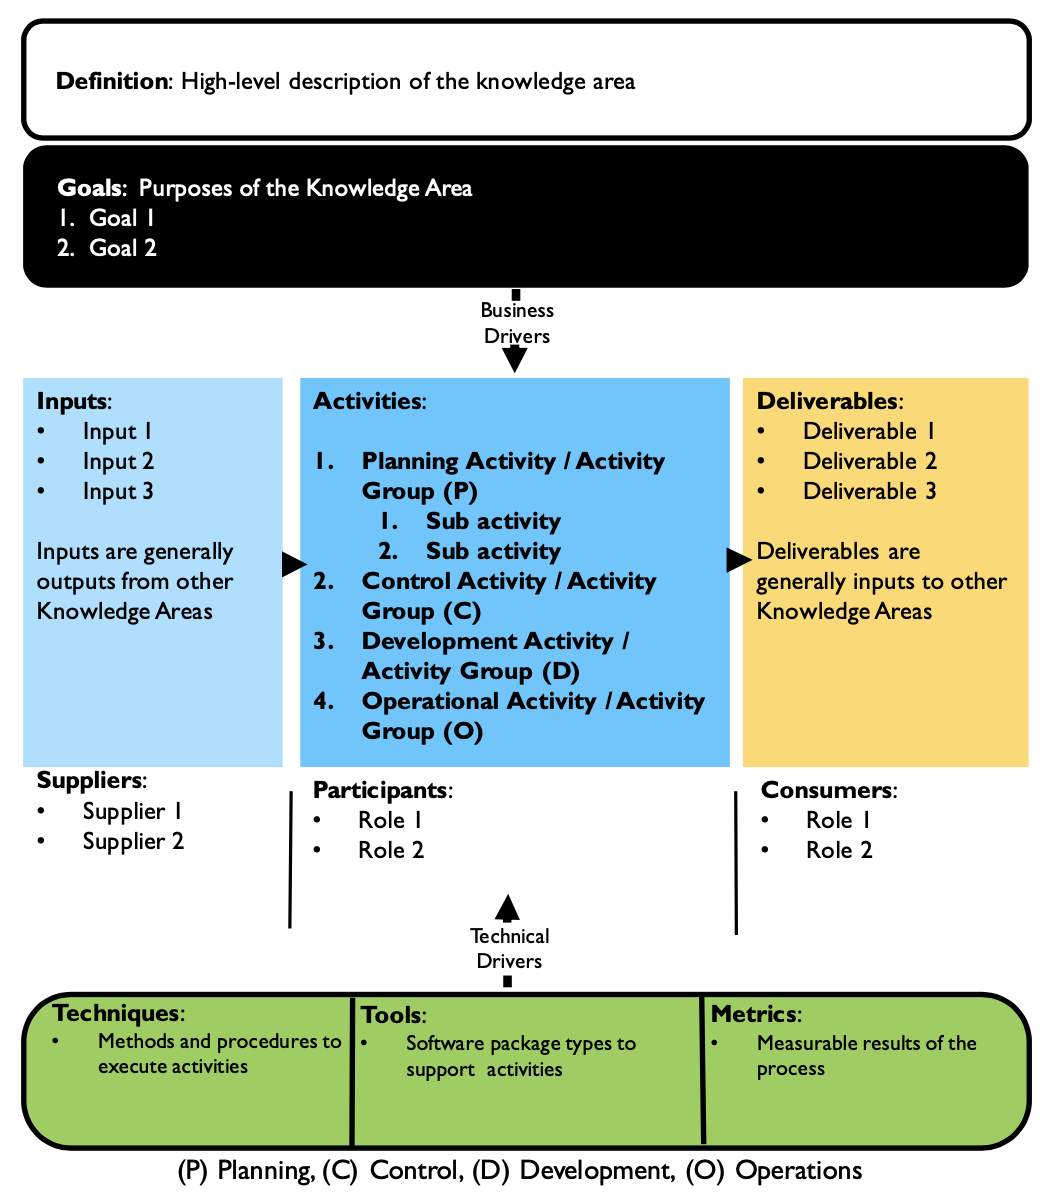 Definition: High-level description of the knowledge area
Goals: Purposes of the Knowledge Area
1. Goal 1
2. Goal 2
Business
Drivers
Inputs:
• Input 1
• Input 2
• Input 3
Inputs are generally
outputs from other
Knowledge Areas
Activities:
1. Planning Activity / Activity
Group (P)
1. Sub activity
2. Sub activity
2. Control Activity / Activity
Group (C)
3. Development Activity /
Activity Group (D)
4. Operational Activity / Activity
Group (O)
Deliverables:
• Deliverable 1
• Deliverable 2
• Deliverable 3
Deliverables are
generally inputs to other
Knowledge Areas
Suppliers:
• Supplier 1
• Supplier 2
Participants:
• Role 1
• Role 2
Consumers:
• Role 1
• Role 2
Technical
Drivers
Techniques:
• Methods and procedures to
execute activities
Tools:
• Software package types to
support activities
Metrics:
• Measurable results of the
process
(P) Planning, (C) Control, (D) Development, (O) Operations